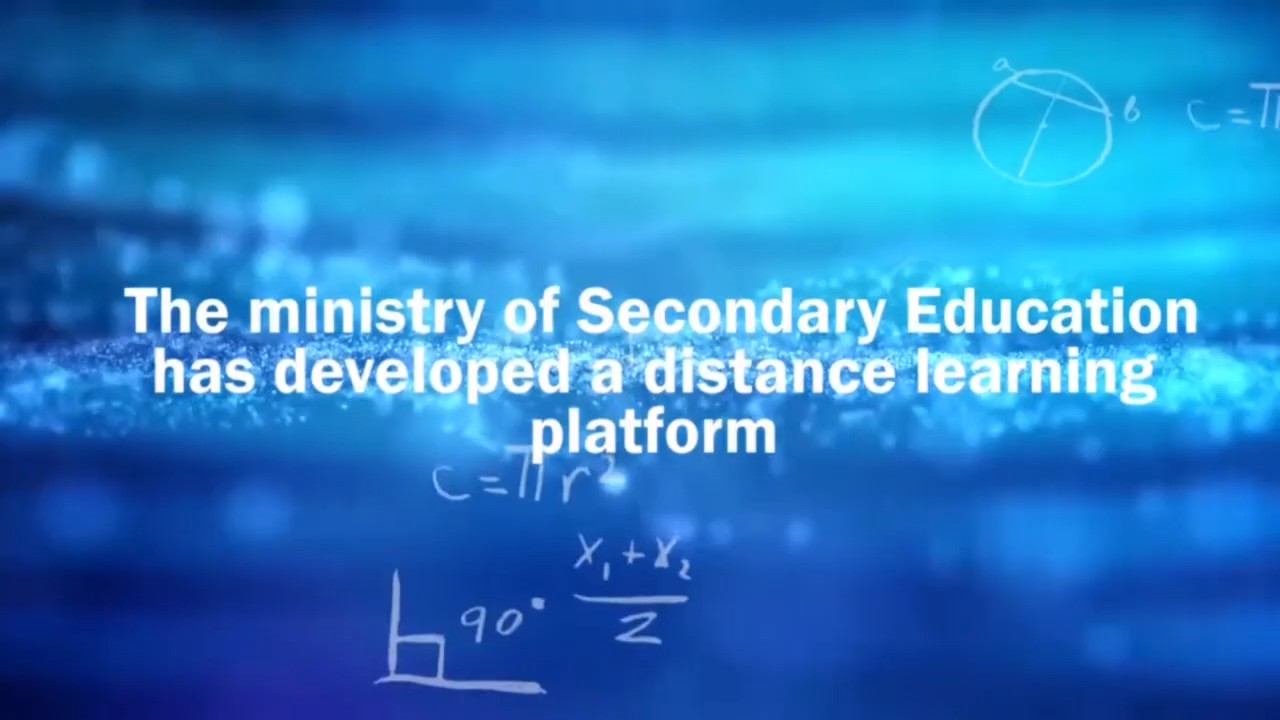 a
b c=π
The ministry of Secondary Education
has developed a distance learning
platform
c=πr²
x₁+x₂
90°
2